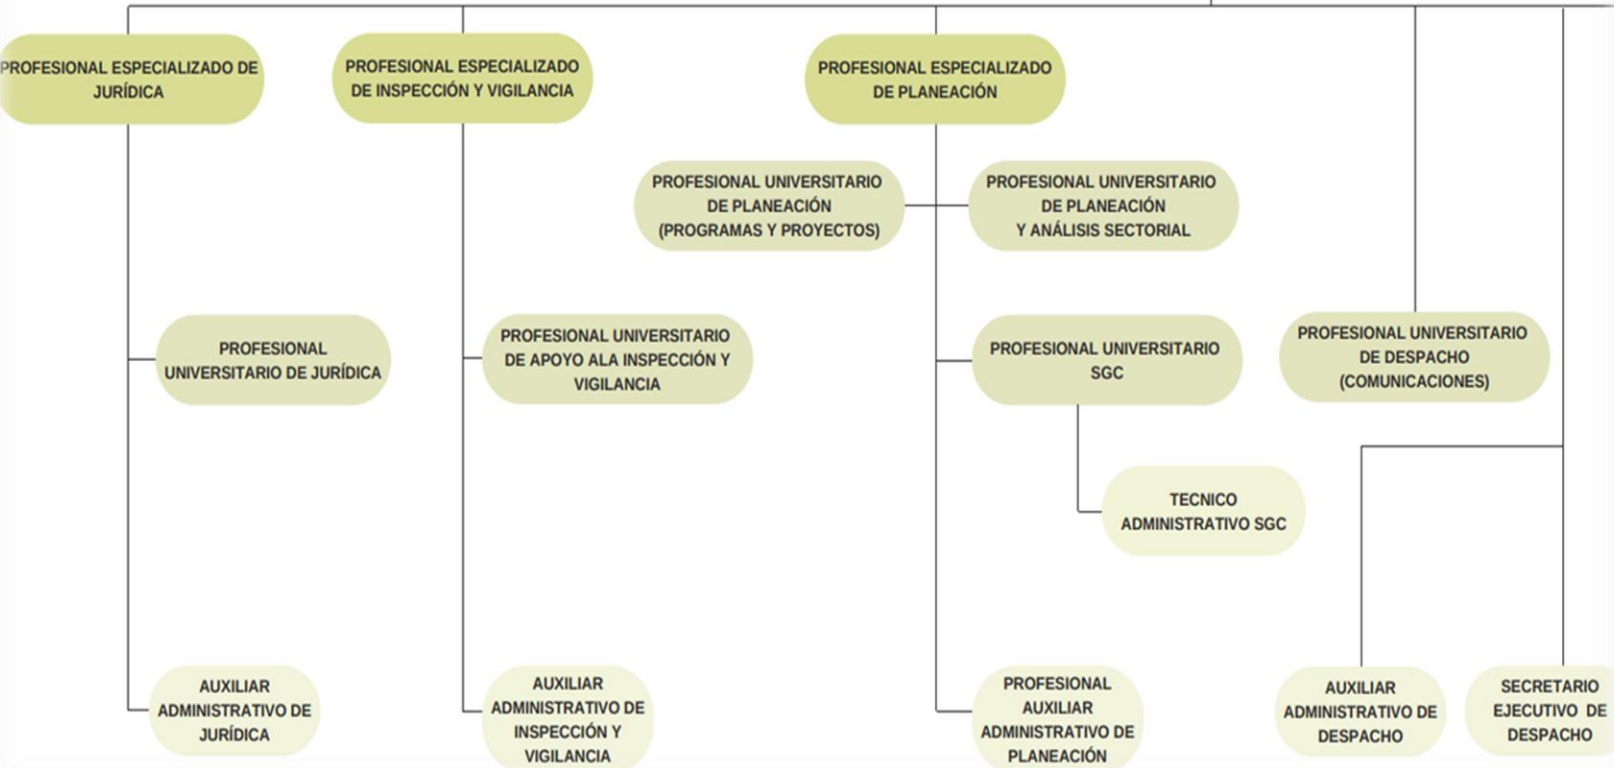 PROFESIONAL ESPECIALIZADO DE
JURÍDICA
PROFESIONAL ESPECIALIZADO
DE INSPECCIÓN Y VIGILANCIA
PROFESIONAL ESPECIALIZADO
DE PLANEACIÓN
PROFESIONAL UNIVERSITARIO
DE PLANEACIÓN
(PROGRAMAS Y PROYECTOS)
PROFESIONAL UNIVERSITARIO
DE PLANEACIÓN
Y ANÁLISIS SECTORIAL
PROFESIONAL
UNIVERSITARIO DE JURÍDICA
PROFESIONAL UNIVERSITARIO
DE APOYO ALA INSPECCIÓN Y
VIGILANCIA
PROFESIONAL UNIVERSITARIO
SGC
PROFESIONAL UNIVERSITARIO
DE DESPACHO
(COMUNICACIONES)
TECNICO
ADMINISTRATIVO SGC
AUXILIAR
ADMINISTRATIVO DE
JURÍDICA
AUXILIAR
ADMINISTRATIVO DE
INSPECCIÓN Y
VIGILANCIA
PROFESIONAL
AUXILIAR
ADMINISTRATIVO DE
PLANEACIÓN
AUXILIAR
ADMINISTRATIVO DE
DESPACHO
SECRETARIO
EJECUTIVO DE
DESPACHO